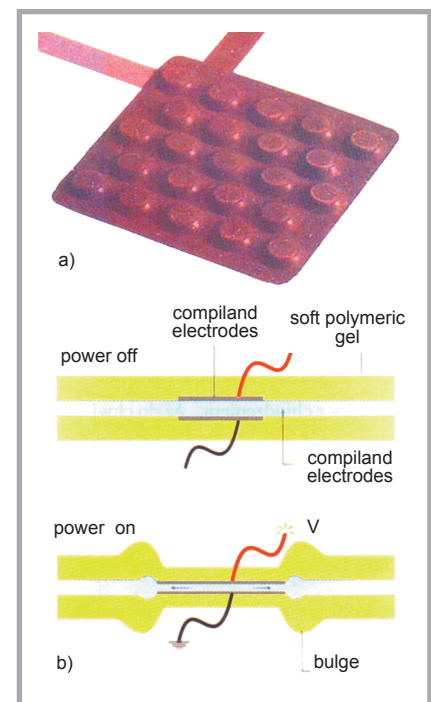 a)
compiland
electrodes
soft polymeric
gel
power off
compiland
electrodes
power on
V
b)
bulge